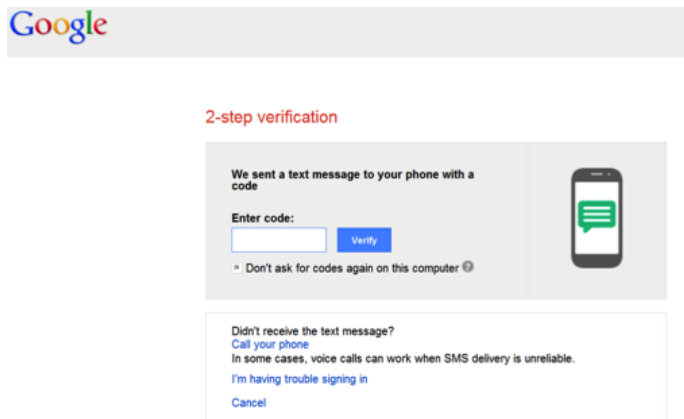 Google
2-step verification
We sent a text message to your phone with a
code
Enter code:
Verify
Don't ask for codes again on this computer ?
Didn't receive the text message?
Call your phone
In some cases, voice calls can work when SMS delivery is unreliable.
I'm having trouble signing in
Cancel